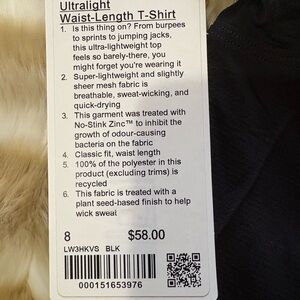 Ultralight
Waist-Length T-Shirt
1. Is this thing on? From burpees
to sprints to jumping jacks,
this ultra-lightweight top
feels so barely-there, you
might forget you're wearing it
2. Super-lightweight and slightly
sheer mesh fabric is
breathable, sweat-wicking, and
quick-drying
3. This garment was treated with
No-Stink Zinc™ to inhibit the
growth of odour-causing
bacteria on the fabric
4. Classic fit, waist length
5. 100% of the polyester in this
product (excluding trims) is
recycled
6. This fabric is treated with a
plant seed-based finish to help
wick sweat
8 $58.00
LW3HKVS BLK
000151653976